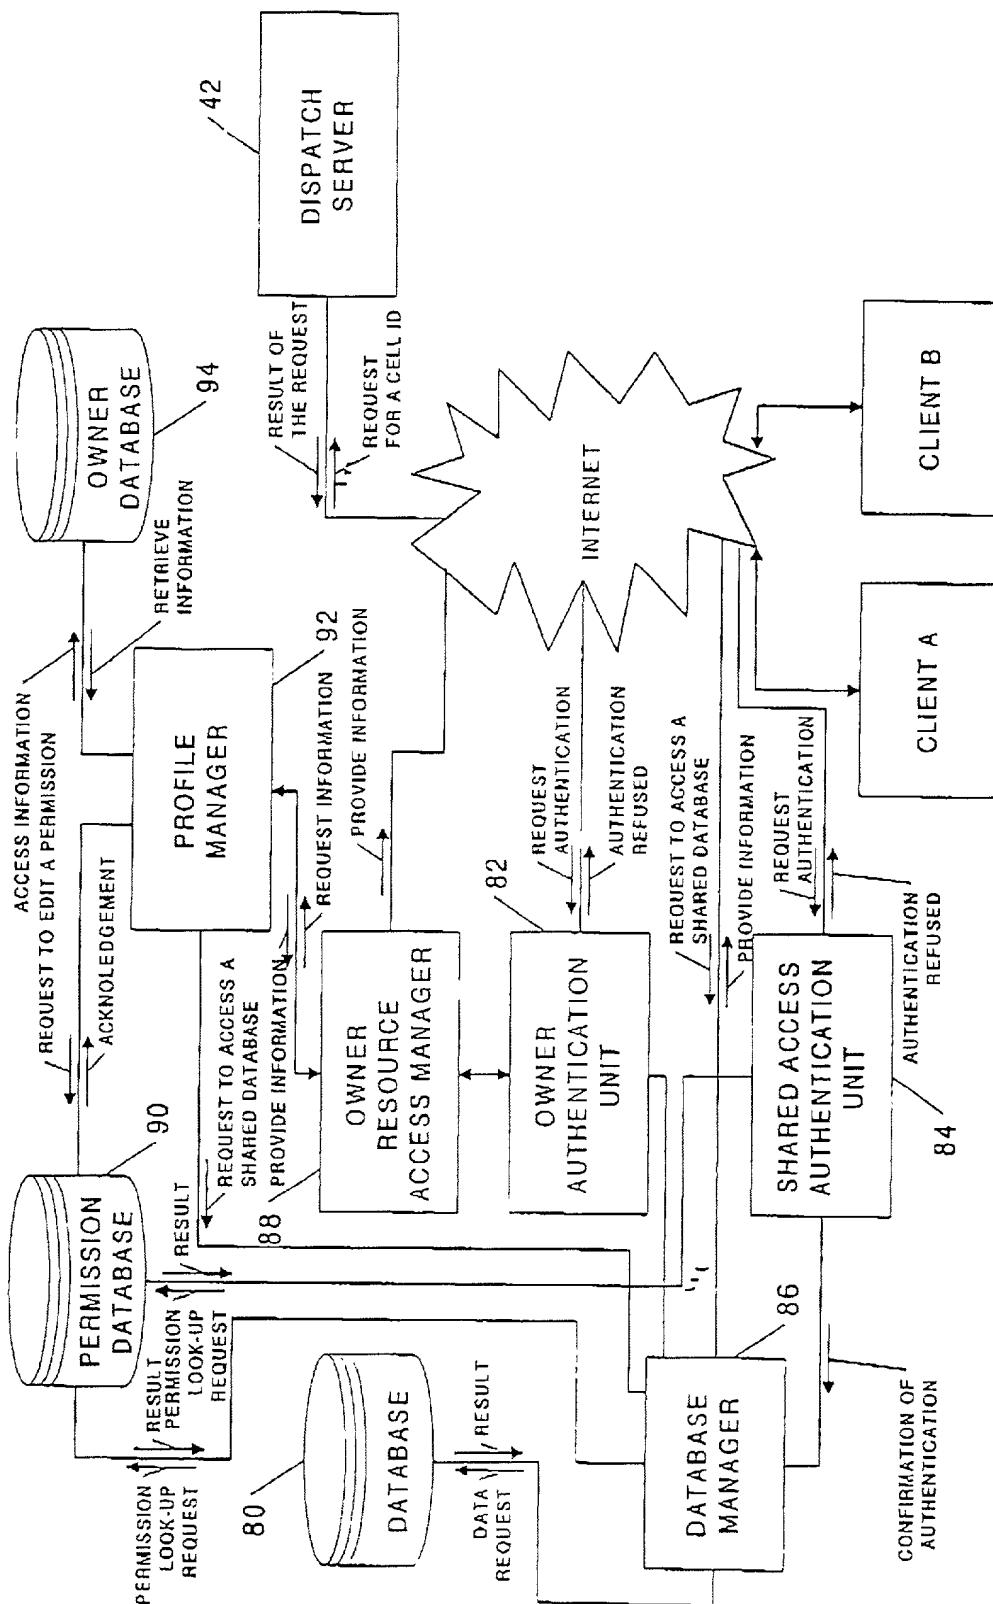 42
DISPATCH
SERVER
OWNER
DATABASE
94
RESULT OF
THE REQUEST
REQUEST
FOR A CELL ID
ACCESS INFORMATION
REQUEST TO EDIT A PERMISSION
RETRIEVE
INFORMATION
ACKNOLEDGEMENT
PROFILE
MANAGER
92
REQUEST INFORMATION
PROVIDE INFORMATION
INTERNET
CLIENT B
CLIENT A
PERMISSION
DATABASE
90
RESULT
PERMISSION
LOOK-UP
REQUEST
REQUEST TO ACCESS A
SHARED DATABASE
PROVIDE INFORMATION
88
OWNER
RESOURCE
ACCESS MANAGER
REQUEST
AUTHENTICATION
AUTHENTICATION
REFUSED
82
OWNER
AUTHENTICATION
UNIT
REQUEST TO ACCESS A
SHARED DATABASE
PROVIDE INFORMATION
REQUEST
AUTHENTICATION
AUTHENTICATION
REFUSED
SHARED ACCESS
AUTHENTICATION
UNIT
84
RESULT
PERMISSION
LOOK-UP
REQUEST
80
DATABASE
RESULT
DATA
REQUEST
86
DATABASE
MANAGER
CONFIRMATION OF
AUTHENTICATION